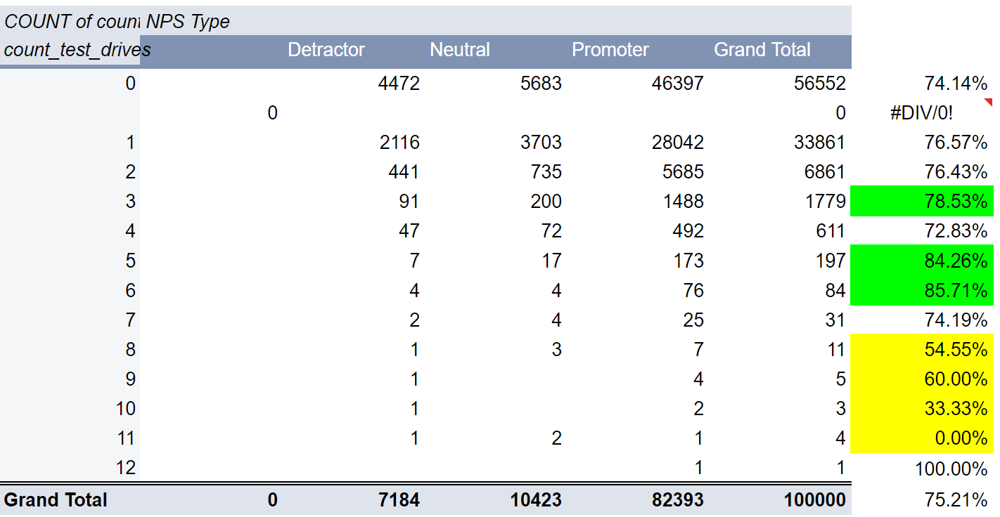 COUNT of count NPS Type
count_test_drives Detractor Neutral Promoter Grand Total
0 4472 5683 46397 56552 74.14%
0 0 #DIV/0!
1 2116 3703 28042 33861 76.57%
2 441 735 5685 6861 76.43%
3 91 200 1488 1779 78.53%
4 47 72 492 611 72.83%
5 7 17 173 197 84.26%
6 4 4 76 84 85.71%
7 2 4 25 31 74.19%
8 1 3 7 11 54.55%
9 1 4 5 60.00%
10 1 2 3 33.33%
11 1 2 1 4 0.00%
12 1 1 100.00%
Grand Total 0 7184 10423 82393 100000 75.21%